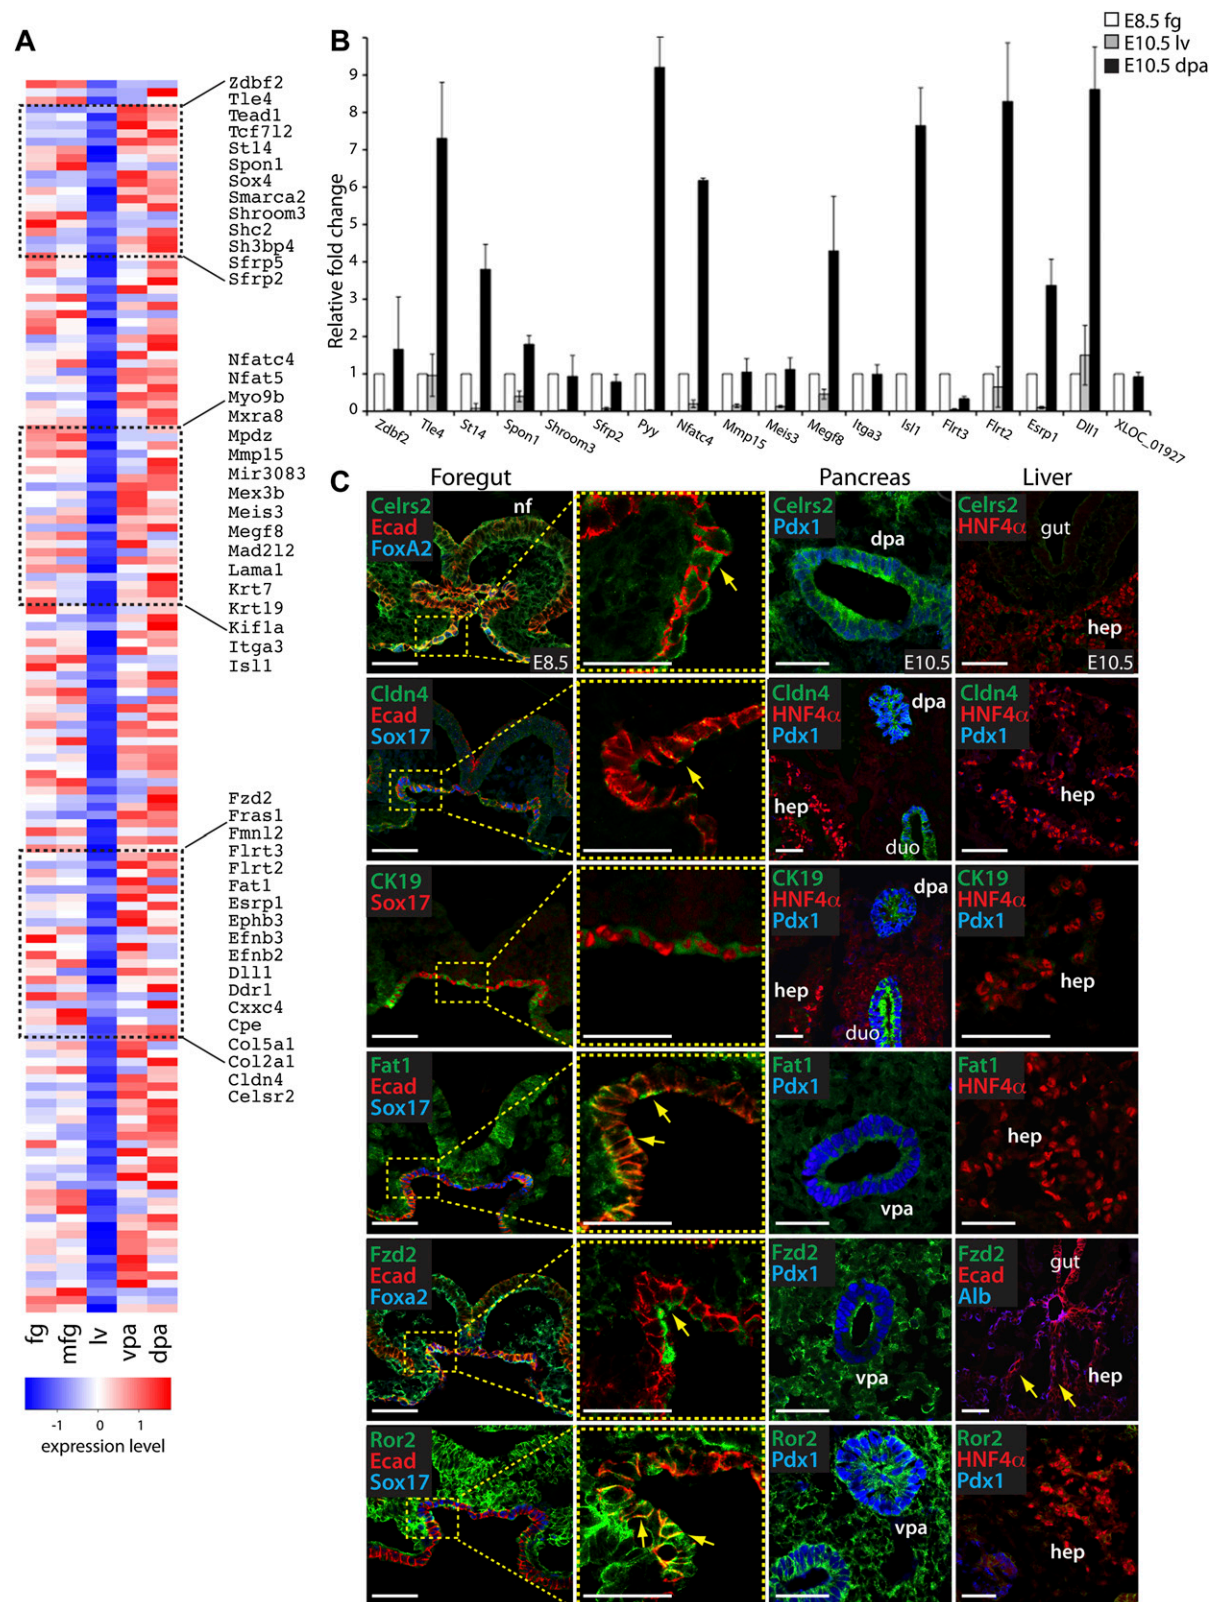 A
Zdbf2
Tle4
Tead1
Tcf7l2
St14
Spon1
Sox4
Smarca2
Shroom3
Shc2
Sh3bp4
Sfrp5
Sfrp2
Nfatc4
Nfat5
Myo9b
Mxra8
Mpdz
Mmp15
Mir3083
Mex3b
Meis3
Megf8
Mad2l2
Lama1
Krt7
Krt19
Kif1a
Itga3
Isl1
Fzd2
Fras1
Fmnl2
Flrt3
Flrt2
Fat1
Esrp1
Ephb3
Efnb3
Efnb2
Dll1
Ddr1
Cxxc4
Cpe
Col5a1
Col2a1
Cldn4
Celsr2
fg mfg lv vpa dpa
-1 0 1
expression level
B
E8.5 fg
E10.5 lv
E10.5 dpa
Relative fold change
9
8
7
6
5
4
3
2
1
0
Zdbf2 Tle4 St14 Spon1 Shroom3 Sfrp2 Pyy Nfatc4 Mmp15 Meis3 Megf8 Itga3 Isl1 Flrt3 Flrt2 Esrp1 Dll1 XLOC_01927
C
Foregut Pancreas Liver
Celrs2
Ecad
FoxA2
nf
E8.5
Celrs2
Pdx1
dpa
E10.5
Celrs2
HNF4α
gut
hep
E10.5
Cldn4
Ecad
Sox17
Cldn4
HNF4α
Pdx1
dpa
hep
duo
Cldn4
HNF4α
Pdx1
hep
CK19
Sox17
CK19
HNF4α
Pdx1
dpa
hep
duo
CK19
HNF4α
Pdx1
hep
Fat1
Ecad
Sox17
Fat1
Pdx1
vpa
Fat1
HNF4α
hep
Fzd2
Ecad
Foxa2
Fzd2
Pdx1
vpa
Fzd2
Ecad
Alb
gut
hep
Ror2
Ecad
Sox17
Ror2
Pdx1
vpa
Ror2
HNF4α
Pdx1
hep